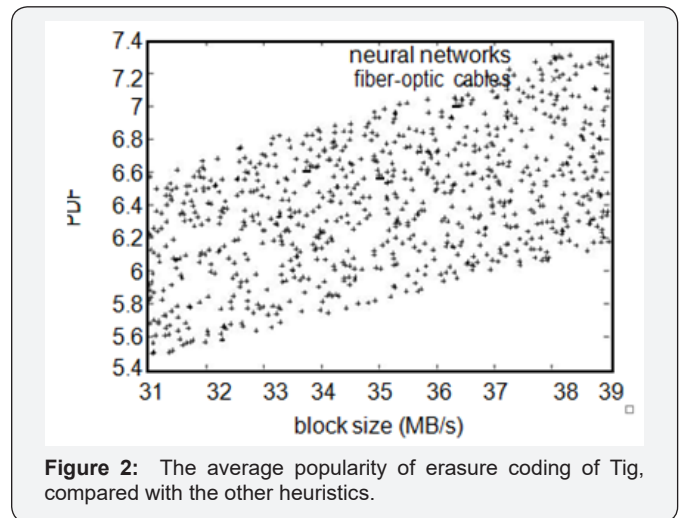 neural networks
fiber-optic cables
7.4
7.2
7
6.8
6.6
6.4
6.2
6
5.8
5.6
5.4
PDF
31 32 33 34 35 36 37 38 39
block size (MB/s)
Figure 2: The average popularity of erasure coding of Tig,
compared with the other heuristics.